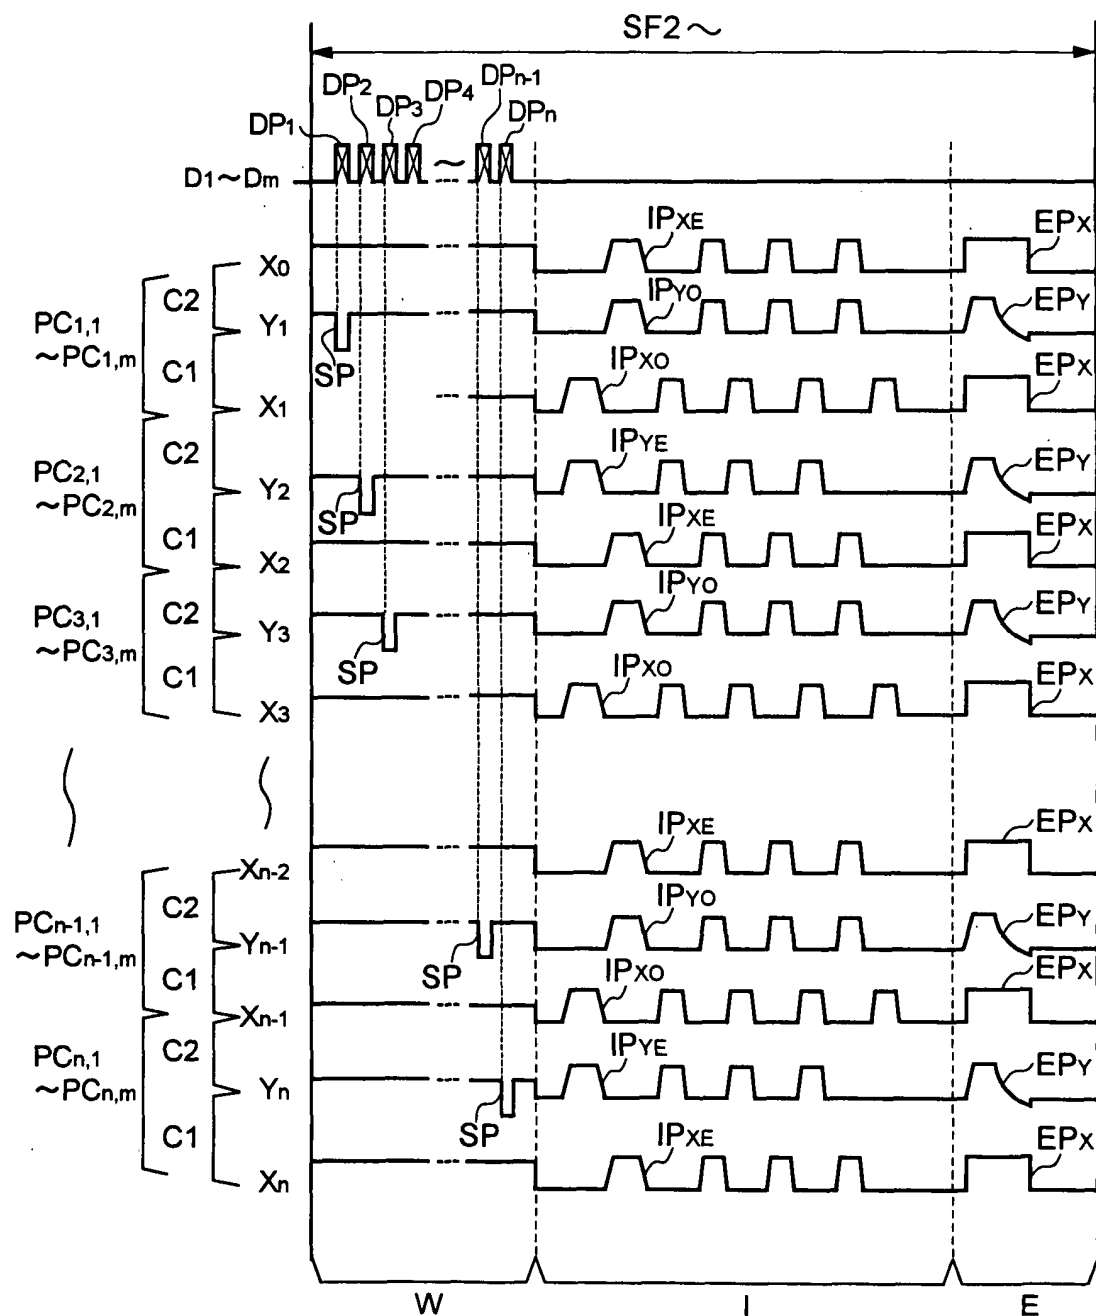 SF2～
DP1 DP2 DP3 DP4 ～ DPn-1 DPn
D1～Dm
X0 IPXE EPX
C2
PC1,1
～PC1,m
Y1 SP IPYO EPY
C1
X1 IPXO EPX
C2
PC2,1
～PC2,m
Y2 SP IPYE EPY
C1
X2 IPXE EPX
C2
PC3,1
～PC3,m
Y3 SP IPYO EPY
C1
X3 IPXO EPX
Xn-2 IPXE EPX
C2
PCn-1,1
～PCn-1,m
Yn-1 SP IPYO EPY
C1
Xn-1 IPXO EPX
C2
PCn,1
～PCn,m
Yn SP IPYE EPY
C1
Xn IPXE EPX
W I E